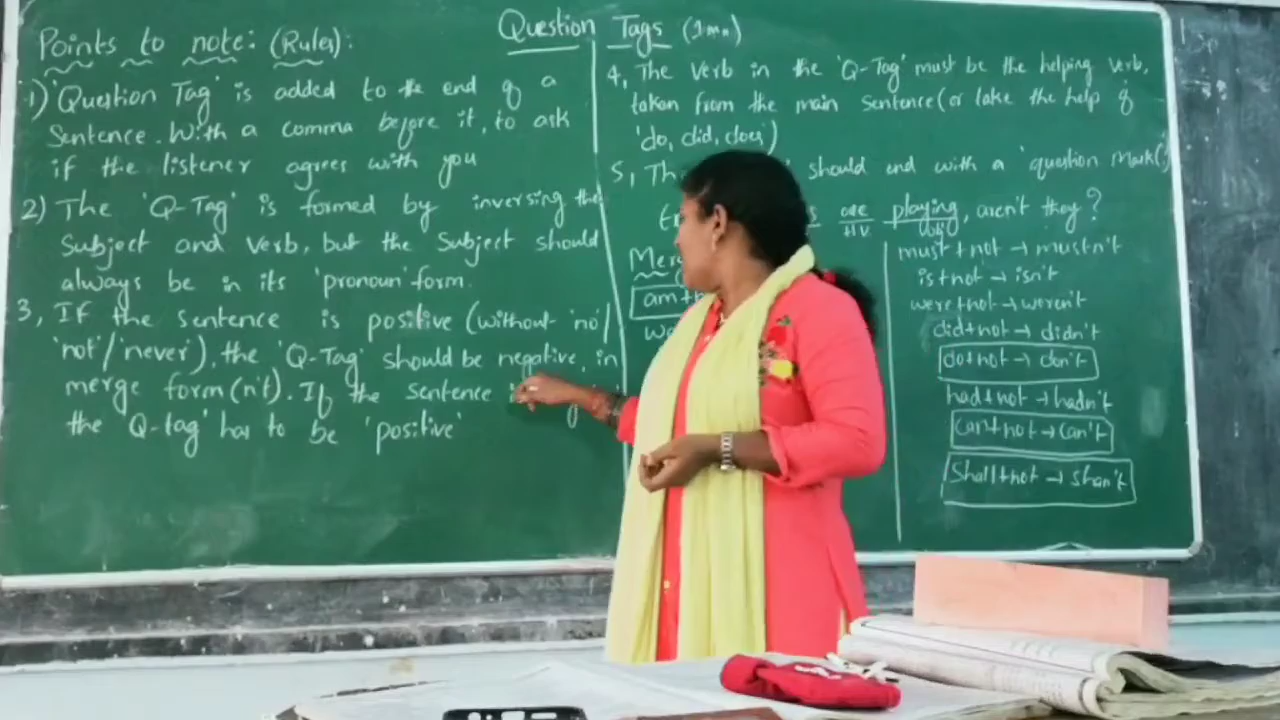 Question Tags (1mn)
Points to note: (Rules):
1) 'Question Tag' is added to the end of a
sentence. With a comma before it, to ask
if the listener agrees with you
2) The 'Q-Tag' is formed by inversing the
subject and verb, but the subject should
always be in its 'pronoun' form.
3, If the sentence is positive (without 'no'/
'not'/'never'), the 'Q-Tag' should be negative, in
merge form (n't). If the sentence
the 'Q-tag' has to be 'positive'
4, The verb in the 'Q-Tag' must be the helping verb,
taken from the main sentence (or take the help of
'do, did, does')
5, should end with a 'question mark(
are playing, aren't they?
HV
am+
must+not → mustn't
is+not → isn't
were+not → weren't
did+not → didn't
do+not → don't
had+not → hadn't
can+not → can't
Shall+not → shan't